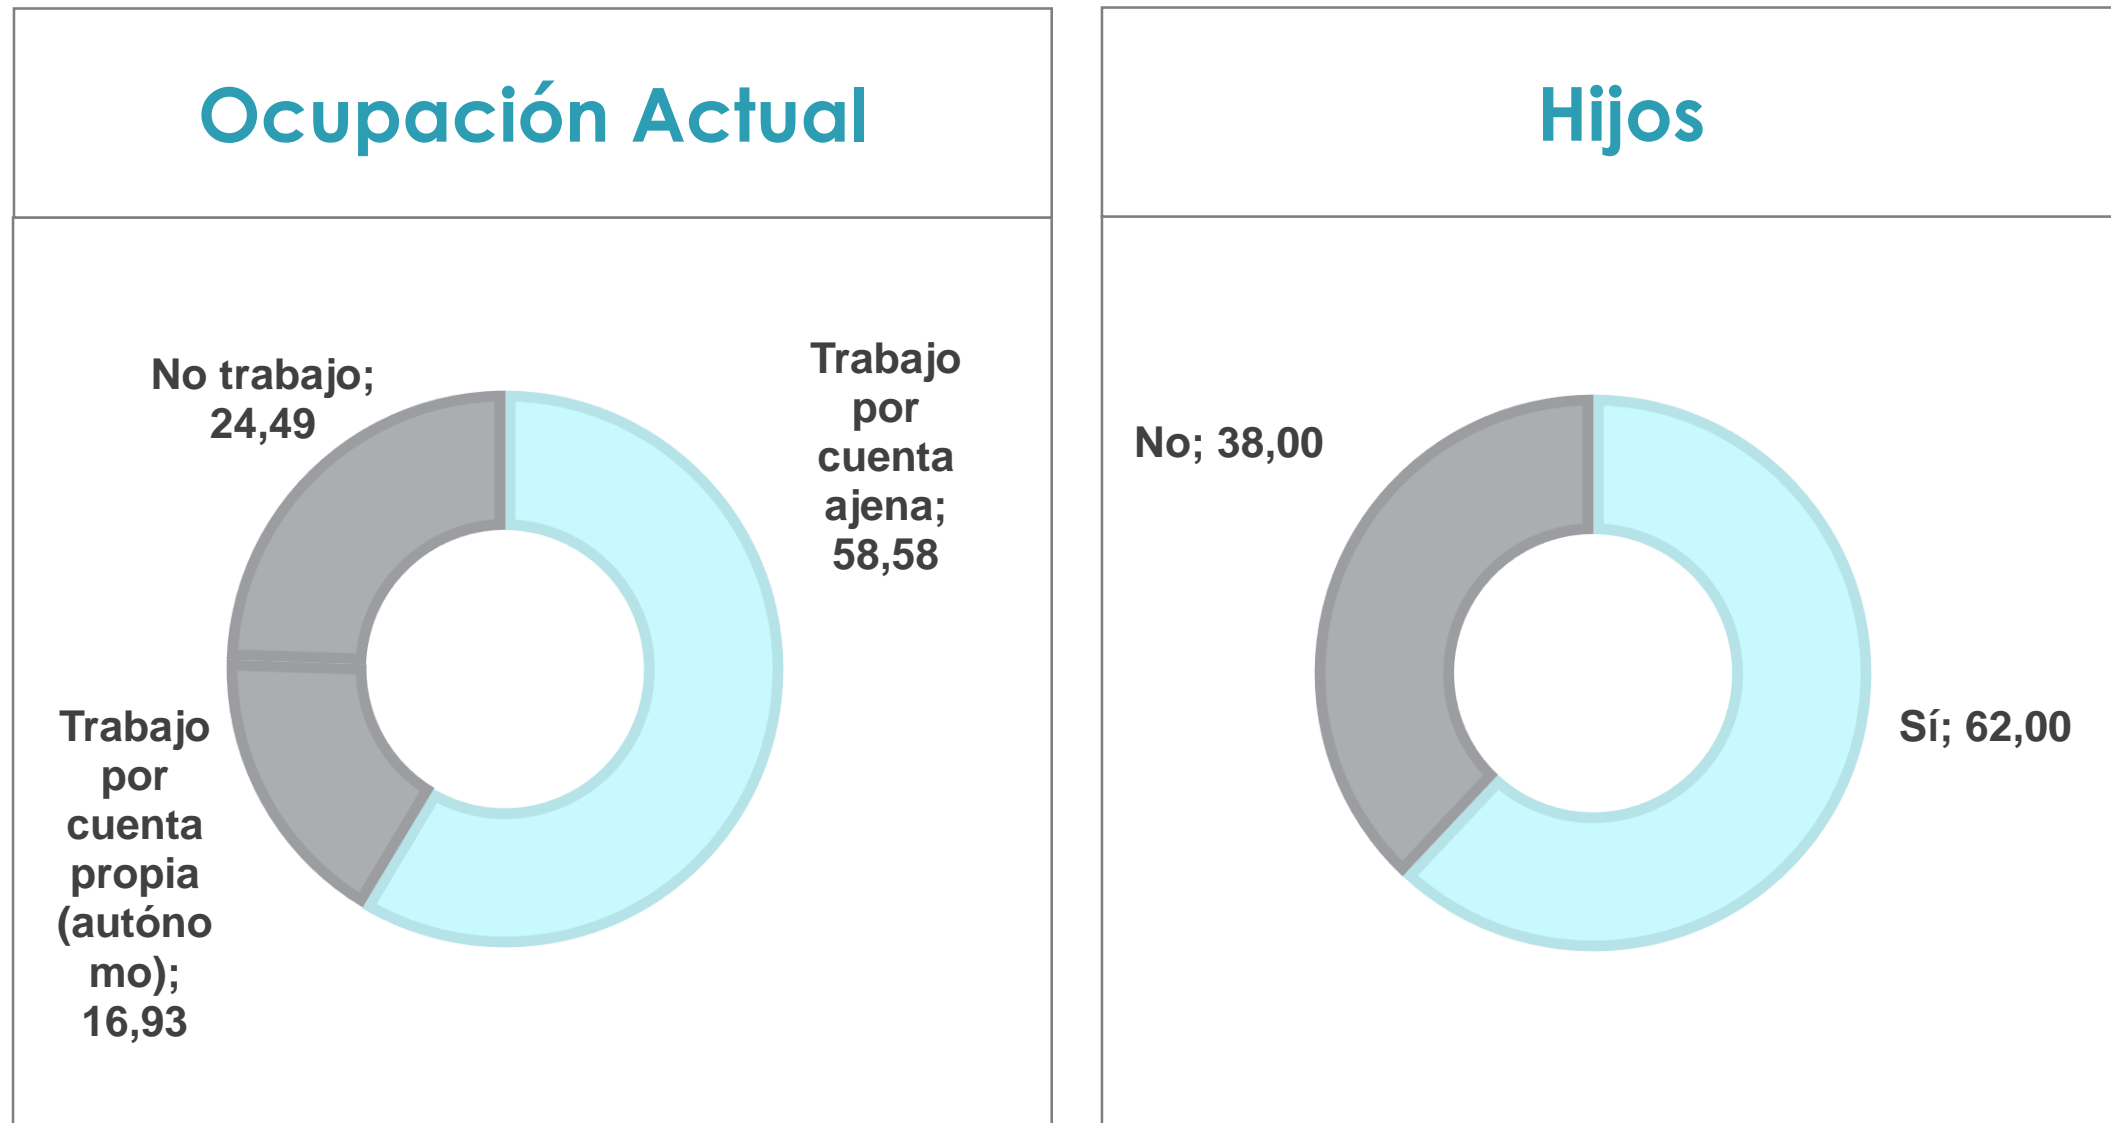 Ocupación Actual
No trabajo;
24,49
Trabajo
por
cuenta
ajena;
58,58
Trabajo
por
cuenta
propia
(autóno
mo);
16,93
Hijos
No; 38,00
Sí; 62,00